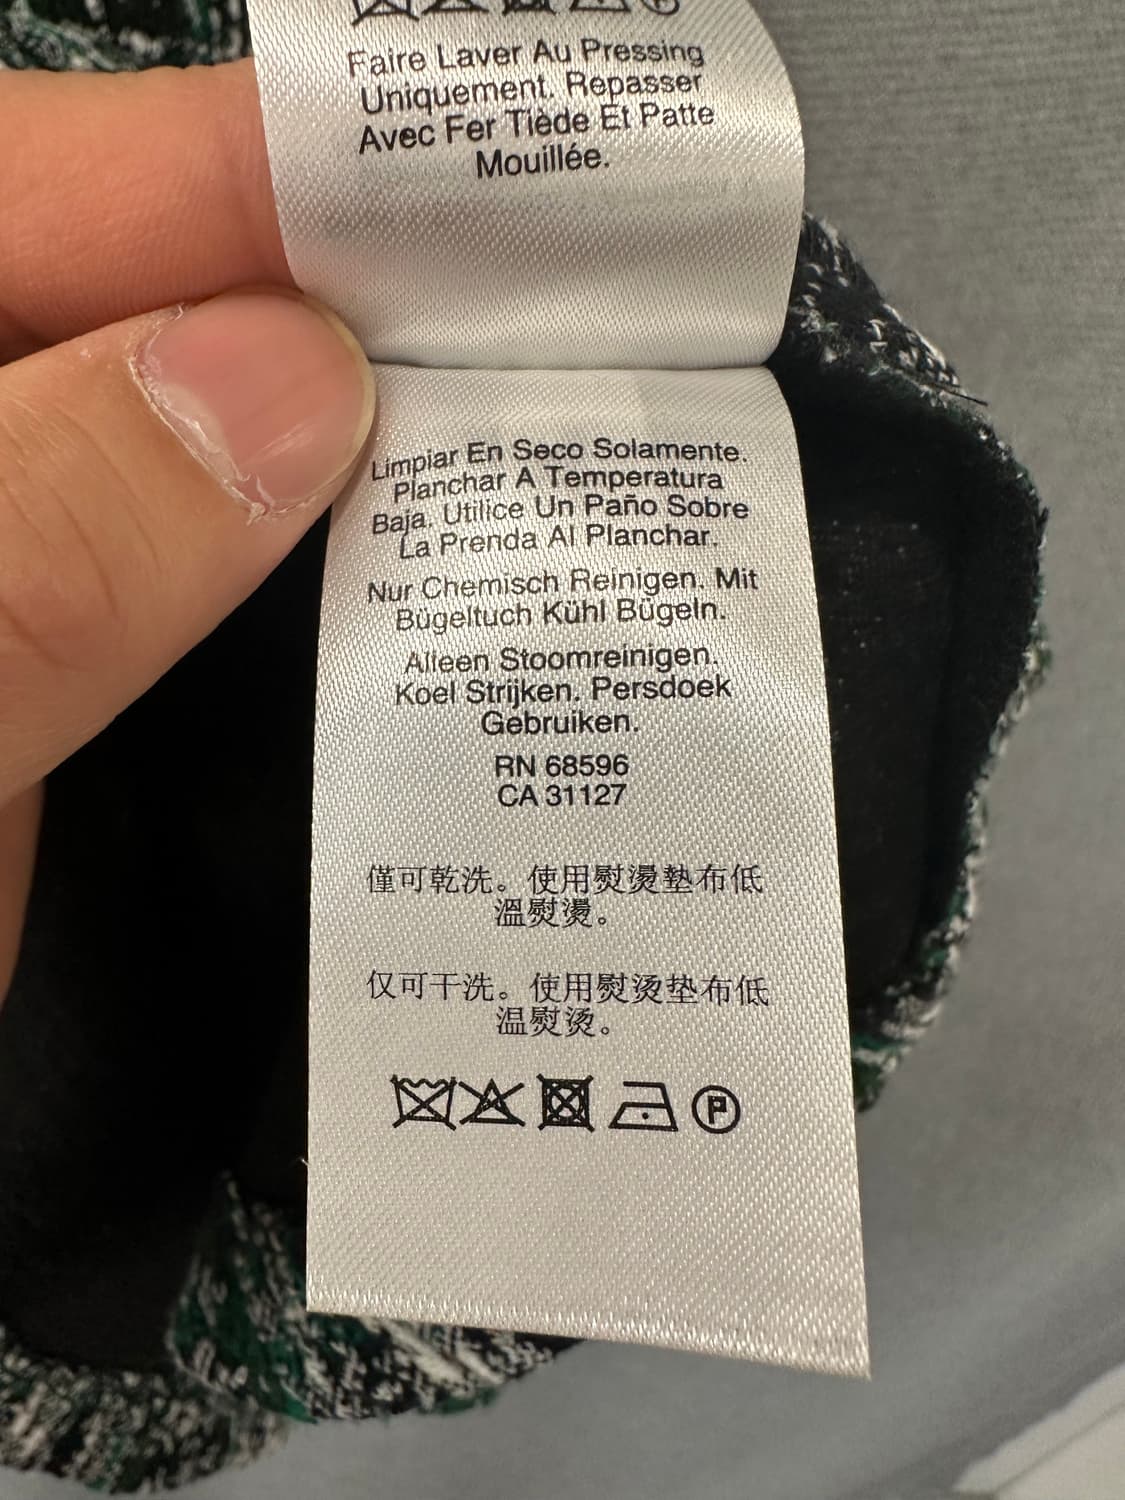 Faire Laver Au Pressing
Uniquement. Repasser
Avec Fer Tiède Et Patte
Mouillée.
Limpiar En Seco Solamente.
Planchar A Temperatura
Baja. Utilice Un Paño Sobre
La Prenda Al Planchar.
Nur Chemisch Reinigen. Mit
Bügeltuch Kühl Bügeln.
Alleen Stoomreinigen.
Koel Strijken. Persdoek
Gebruiken.
RN 68596
CA 31127
僅可乾洗。使用熨燙墊布低
溫熨燙。
仅可干洗。使用熨烫垫布低
温熨烫。
P